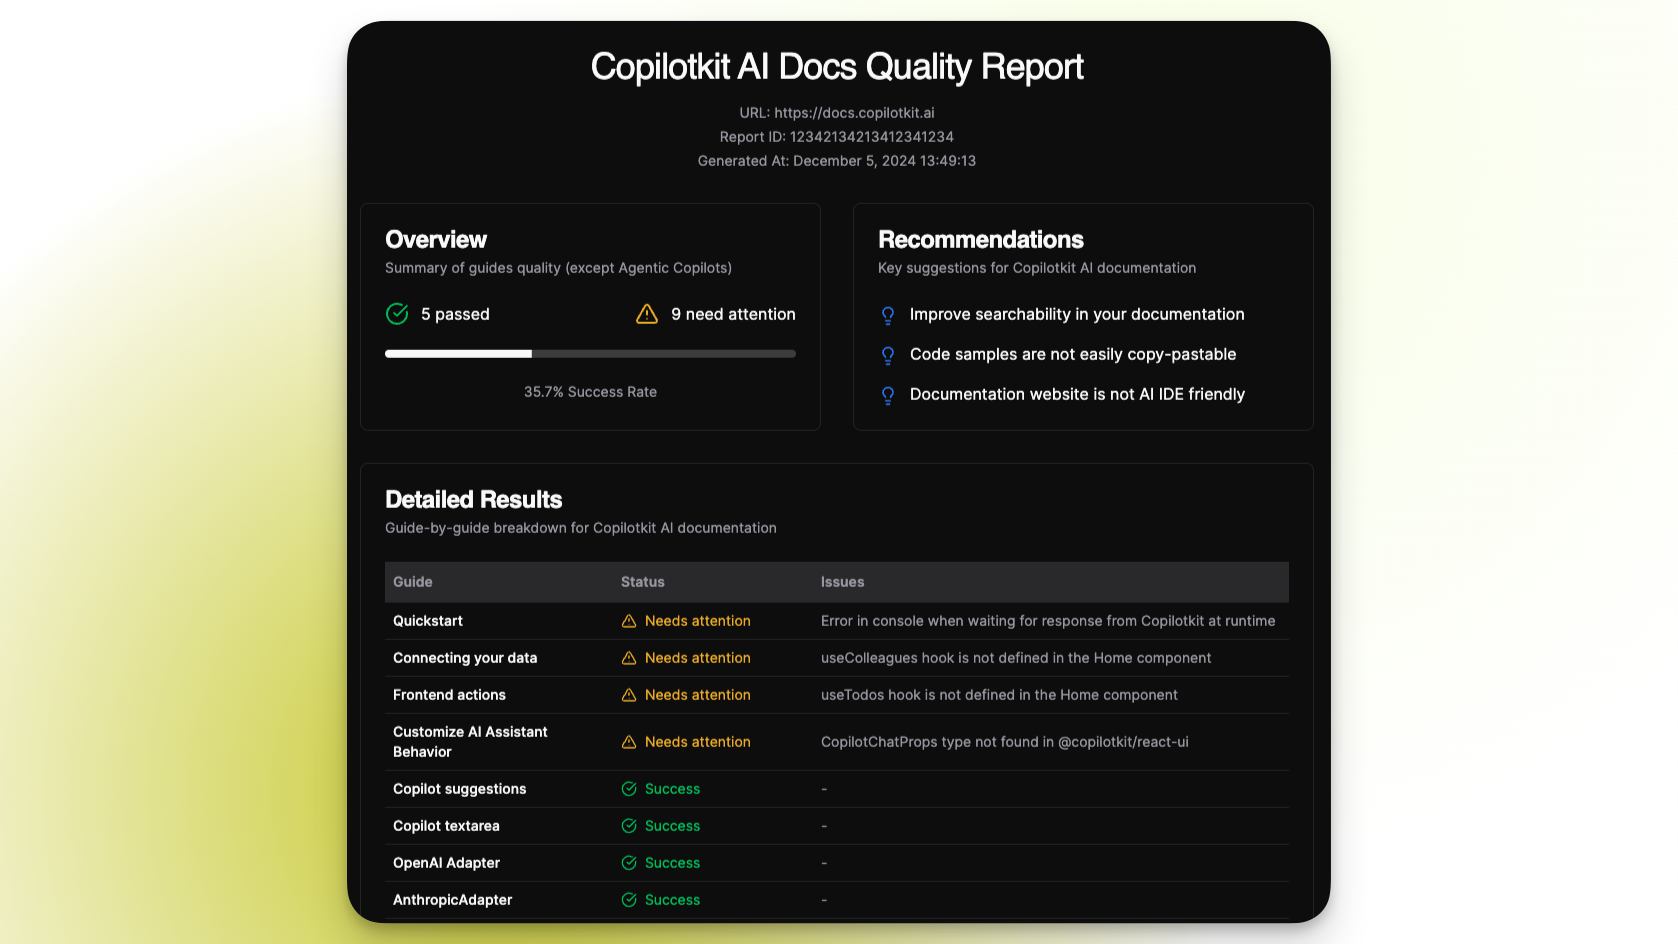 Copilotkit AI Docs Quality Report
URL: https://docs.copilotkit.ai
Report ID: 12342134213412341234
Generated At: December 5, 2024 13:49:13
Overview
Summary of guides quality (except Agentic Copilots)
5 passed
9 need attention
35.7% Success Rate
Recommendations
Key suggestions for Copilotkit AI documentation
Improve searchability in your documentation
Code samples are not easily copy-pastable
Documentation website is not AI IDE friendly
Detailed Results
Guide-by-guide breakdown for Copilotkit AI documentation
Guide Status Issues
Quickstart Needs attention Error in console when waiting for response from Copilotkit at runtime
Connecting your data Needs attention useColleagues hook is not defined in the Home component
Frontend actions Needs attention useTodos hook is not defined in the Home component
Customize AI Assistant
Behavior
Needs attention CopilotChatProps type not found in @copilotkit/react-ui
Copilot suggestions Success -
Copilot textarea Success -
OpenAI Adapter Success -
AnthropicAdapter Success -